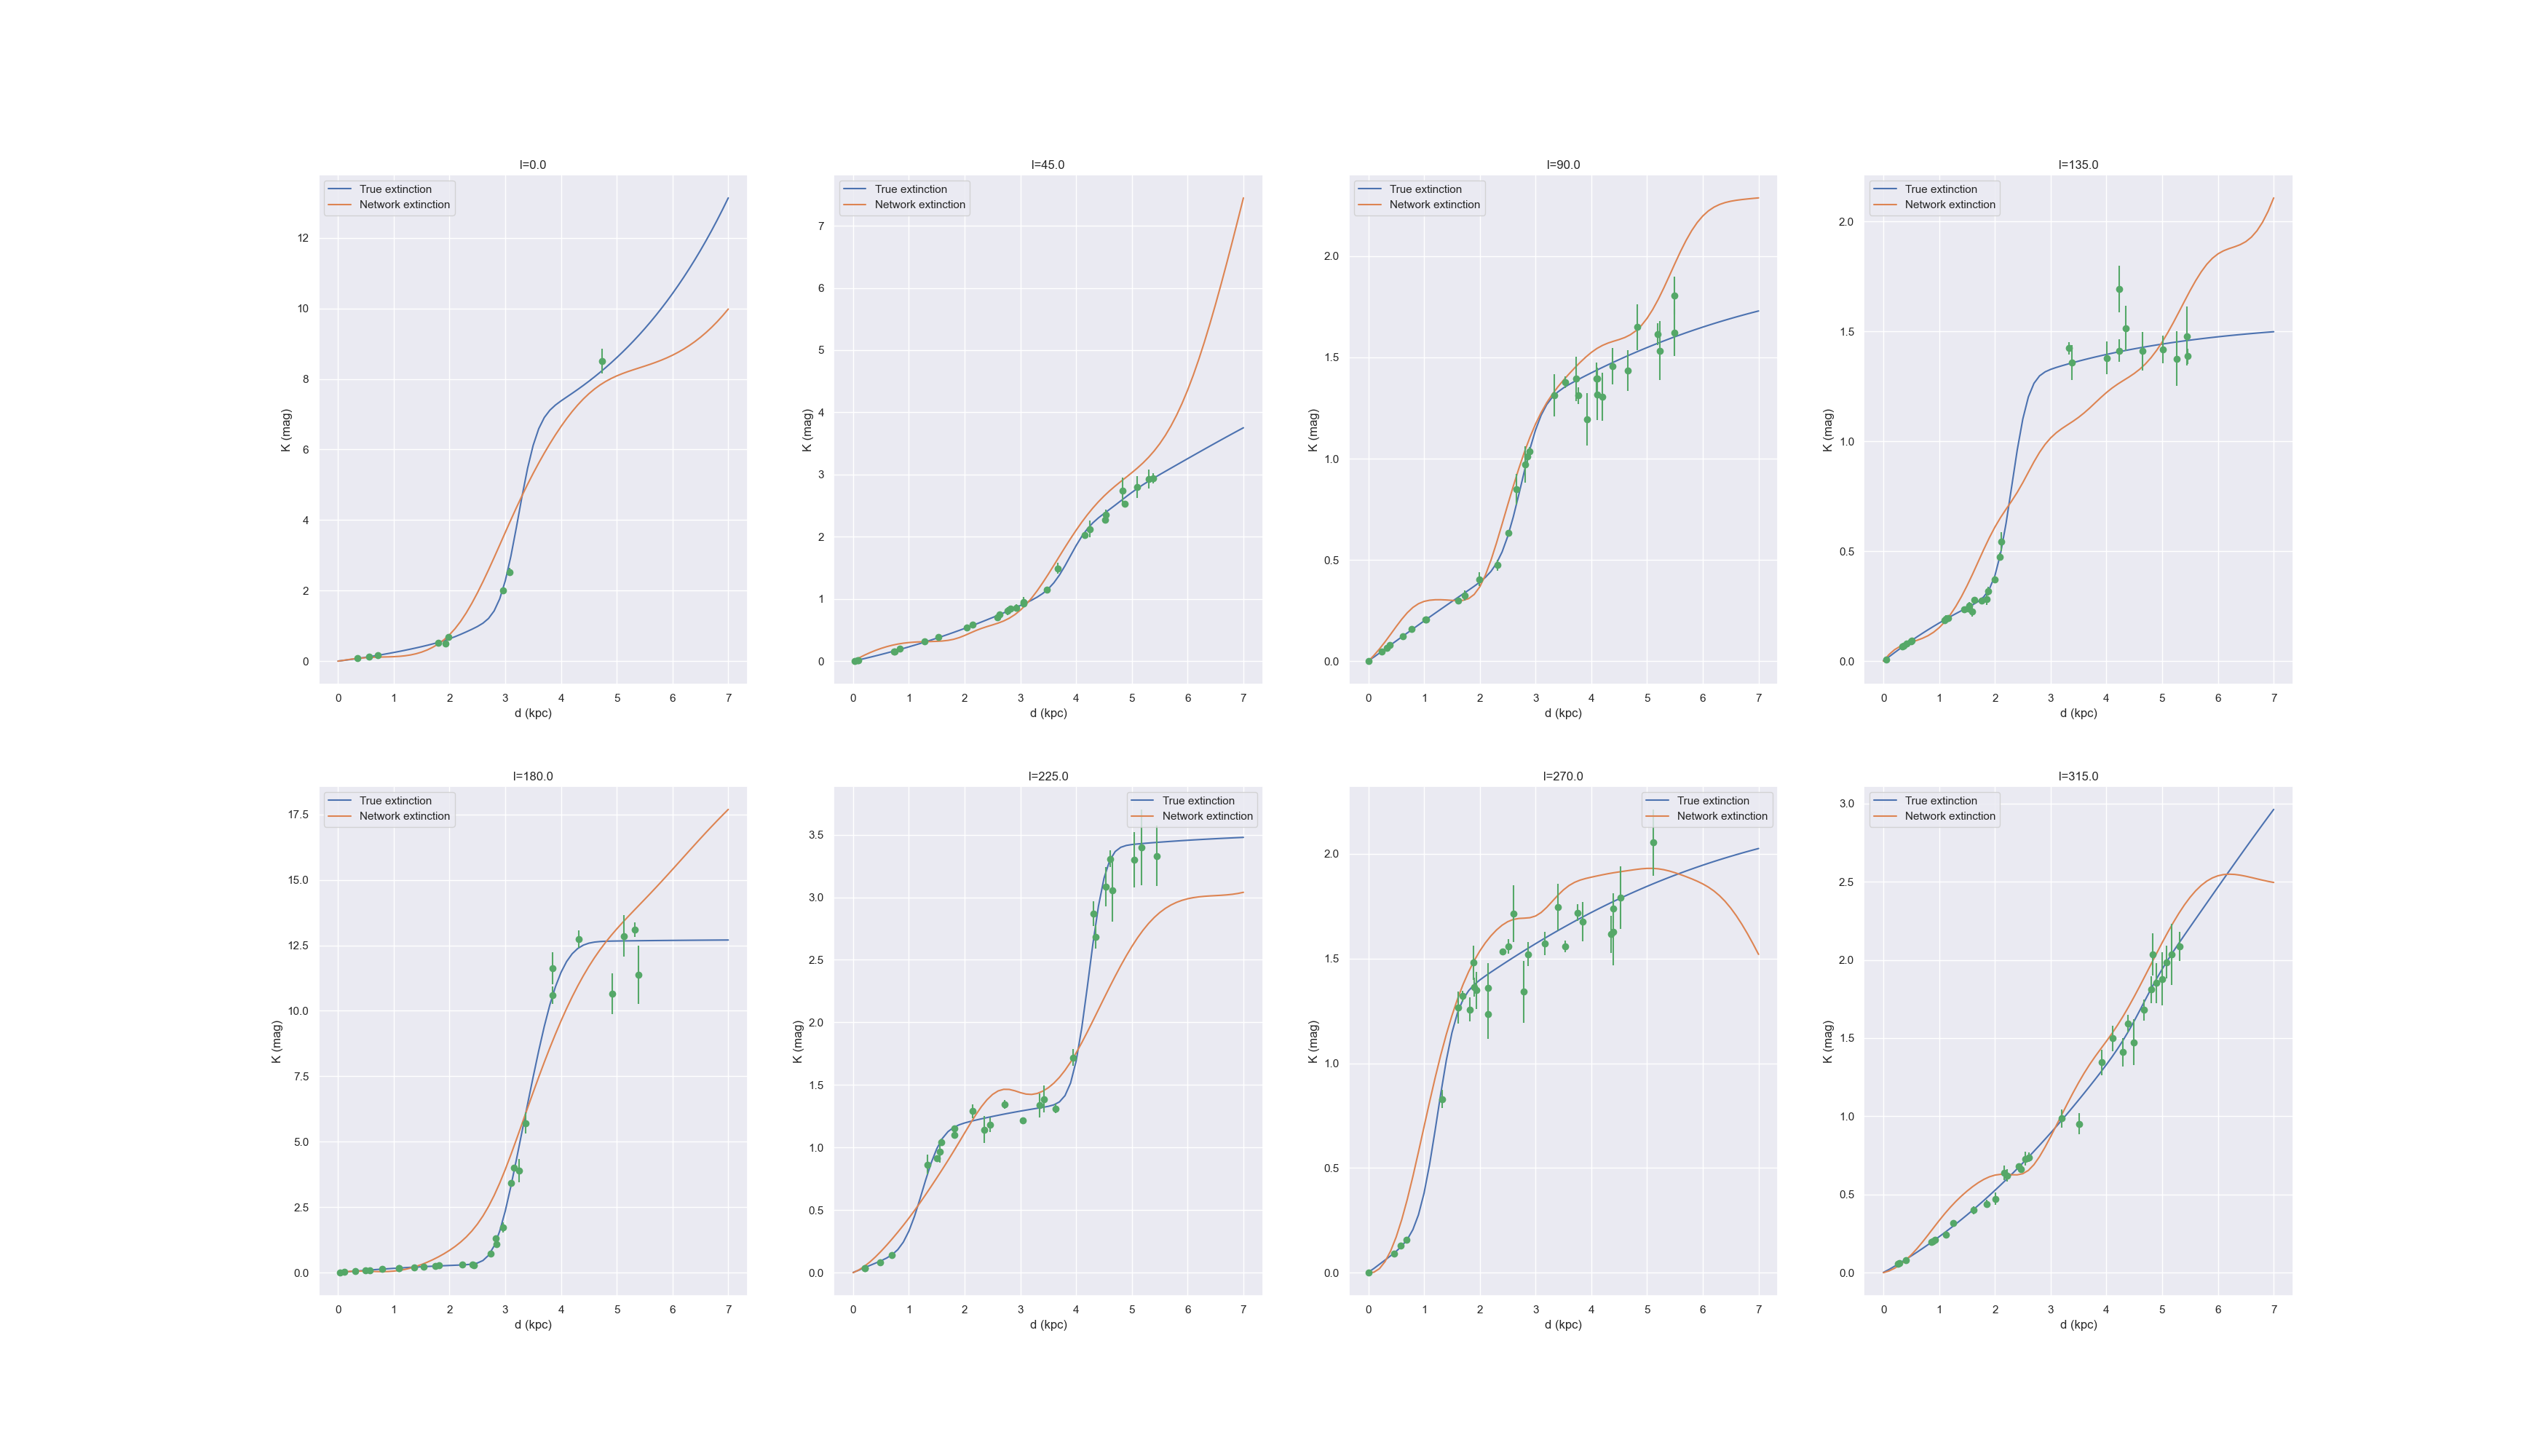 l=0.0
True extinction
Network extinction
12
10
8
6
4
2
0
K (mag)
0 1 2 3 4 5 6 7
d (kpc)
l=45.0
True extinction
Network extinction
7
6
5
4
3
2
1
0
K (mag)
0 1 2 3 4 5 6 7
d (kpc)
l=90.0
True extinction
Network extinction
2.0
1.5
1.0
0.5
0.0
K (mag)
0 1 2 3 4 5 6 7
d (kpc)
l=135.0
True extinction
Network extinction
2.0
1.5
1.0
0.5
0.0
K (mag)
0 1 2 3 4 5 6 7
d (kpc)
l=180.0
True extinction
Network extinction
17.5
15.0
12.5
10.0
7.5
5.0
2.5
0.0
K (mag)
0 1 2 3 4 5 6 7
d (kpc)
l=225.0
True extinction
Network extinction
3.5
3.0
2.5
2.0
1.5
1.0
0.5
0.0
K (mag)
0 1 2 3 4 5 6 7
d (kpc)
l=270.0
True extinction
Network extinction
2.0
1.5
1.0
0.5
0.0
K (mag)
0 1 2 3 4 5 6 7
d (kpc)
l=315.0
True extinction
Network extinction
3.0
2.5
2.0
1.5
1.0
0.5
0.0
K (mag)
0 1 2 3 4 5 6 7
d (kpc)